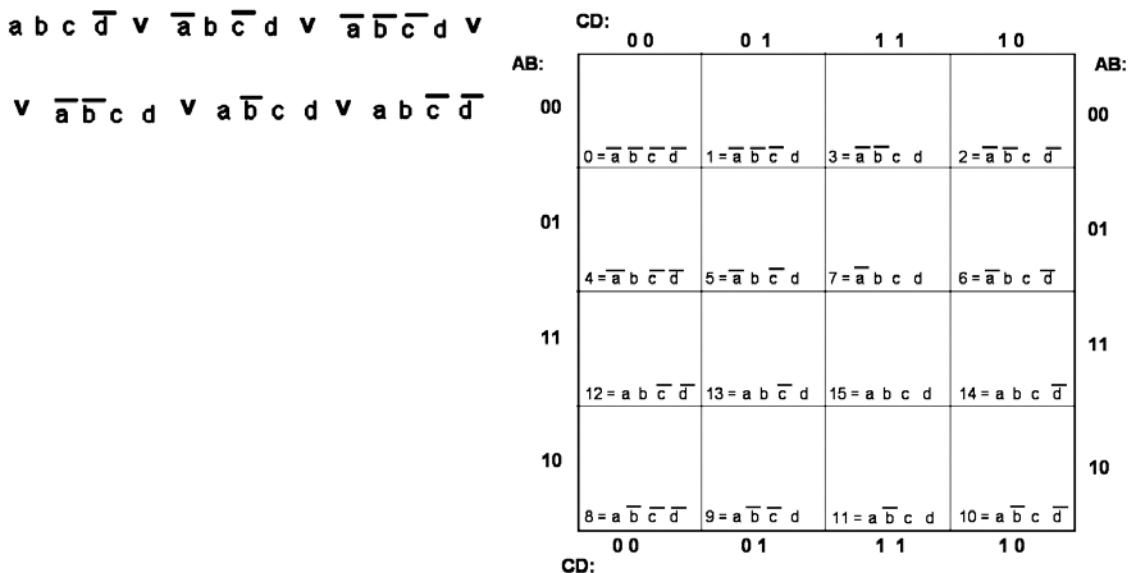 a b c d̅ v a̅ b c̅ d v a̅ b̅ c̅ d v
v a̅ b̅ c d v a b̅ c d v a b c̅ d̅
CD:
00 01 11 10
AB: AB:
00 00
0 = a̅ b̅ c̅ d̅ 1 = a̅ b̅ c̅ d 3 = a̅ b̅ c d 2 = a̅ b̅ c d̅
01 01
4 = a̅ b c̅ d̅ 5 = a̅ b c̅ d 7 = a̅ b c d 6 = a̅ b c d̅
11 11
12 = a b c̅ d̅ 13 = a b c̅ d 15 = a b c d 14 = a b c d̅
10 10
8 = a b̅ c̅ d̅ 9 = a b̅ c̅ d 11 = a b̅ c d 10 = a b̅ c d̅
00 01 11 10
CD: